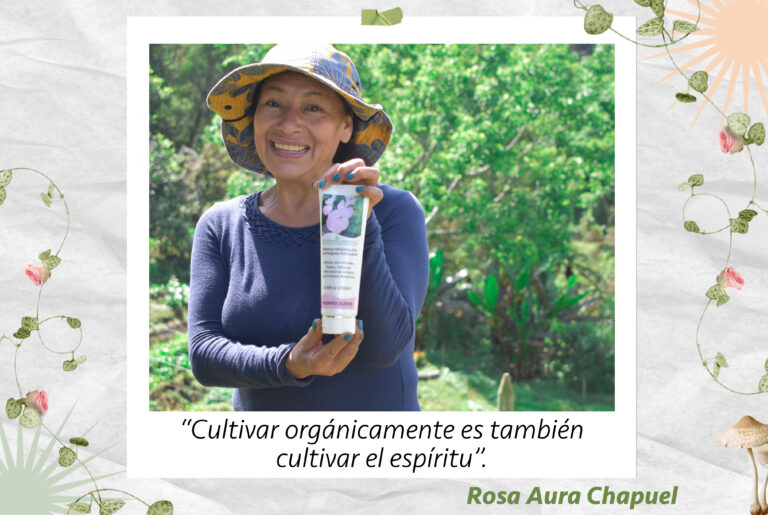 “Cultivar orgánicamente es también
cultivar el espíritu”.
Rosa Aura Chapuel